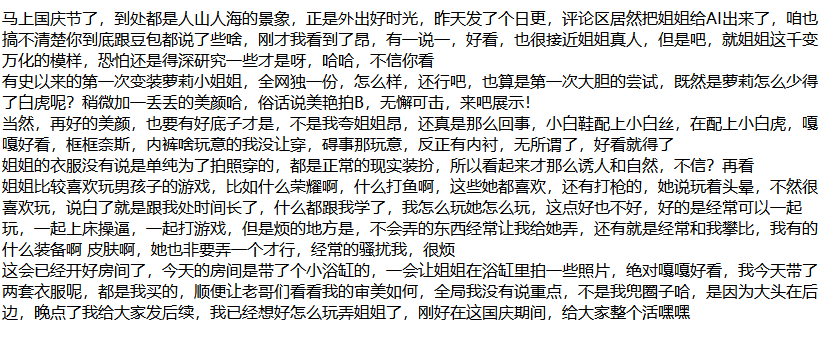 马上国庆节了，到处都是人山人海的景象，正是外出好时光，昨天发了个日更，评论区居然把姐姐给AI出来了，咱也
搞不清楚你到底跟豆包都说了些啥，刚才我看到了昂，有一说一，好看，也很接近姐姐真人，但是吧，就姐姐这千变
万化的模样，恐怕还是得深研究一些才是呀，哈哈，不信你看
有史以来的第一次变装萝莉小姐姐，全网独一份，怎么样，还行吧，也算是第一次大胆的尝试，既然是萝莉怎么少得
了白虎呢？稍微加一丢丢的美颜哈，俗话说美艳拍B，无懈可击，来吧展示！
当然，再好的美颜，也要有好底子才是，不是我夸姐姐昂，还真是那么回事，小白鞋配上小白丝，在配上小白虎，嘎
嘎好看，框框奈斯，内裤啥玩意的我没让穿，碍事那玩意，反正有内衬，无所谓了，好看就得了
姐姐的衣服没有说是单纯为了拍照穿的，都是正常的现实装扮，所以看起来才那么诱人和自然，不信？再看
姐姐比较喜欢玩男孩子的游戏，比如什么荣耀啊，什么打鱼啊，这些她都喜欢，还有打枪的，她说玩着头晕，不然很
喜欢玩，说白了就是跟我处时间长了，什么都跟我学了，我怎么玩她怎么玩，这点好也不好，好的是经常可以一起
玩，一起上床操逼，一起打游戏，但是烦的地方是，不会弄的东西经常让我给她弄，还有就是经常和我攀比，我有的
什么装备啊 皮肤啊，她也非要弄一个才行，经常的骚扰我，很烦
这会已经开好房间了，今天的房间是带了个小浴缸的，一会让姐姐在浴缸里拍一些照片，绝对嘎嘎好看，我今天带了
两套衣服呢，都是我买的，顺便让老哥们看看我的审美如何，全局我没有说重点，不是我兜圈子哈，是因为大头在后
边，晚点了我给大家发后续，我已经想好怎么玩弄姐姐了，刚好在这国庆期间，给大家整个活嘿嘿